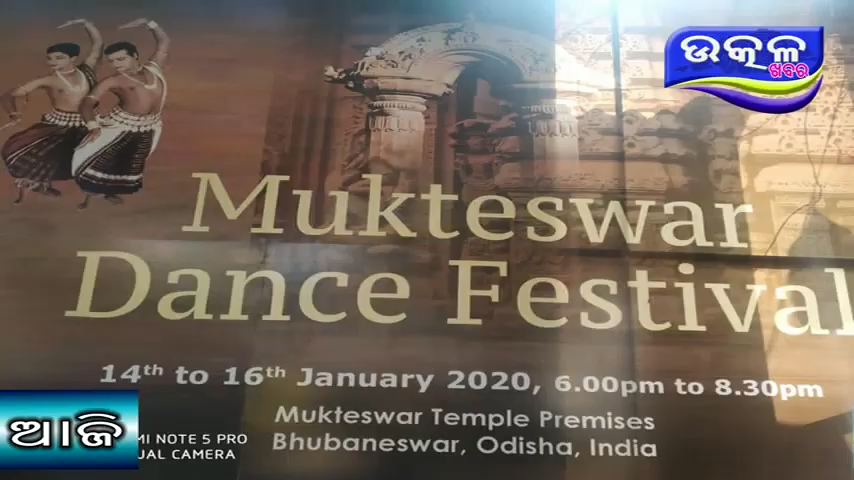 ଉତ୍କଳ
ଖବର
Mukteswar
Dance Festival
14th to 16th January 2020, 6.00pm to 8.30pm
Mukteswar Temple Premises
Bhubaneswar, Odisha, India
ଆଜି
MI NOTE 5 PRO
UAL CAMERA